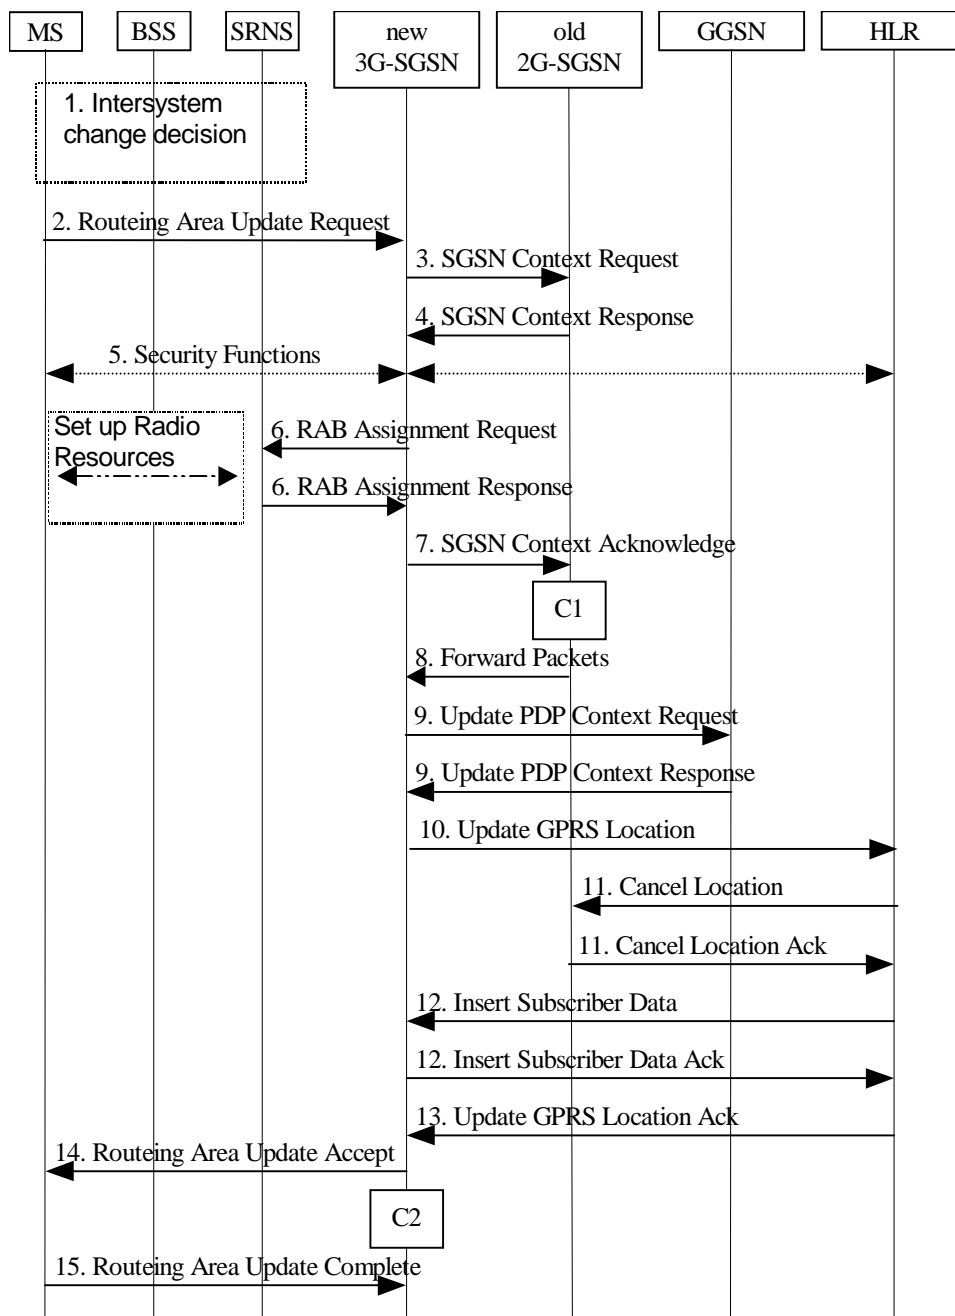 MS
BSS
SRNS
new
3G-SGSN
old
2G-SGSN
GGSN
HLR
1. Intersystem
change decision
2. Routeing Area Update Request
3. SGSN Context Request
4. SGSN Context Response
5. Security Functions
Set up Radio
Resources
6. RAB Assignment Request
6. RAB Assignment Response
7. SGSN Context Acknowledge
C1
8. Forward Packets
9. Update PDP Context Request
9. Update PDP Context Response
10. Update GPRS Location
11. Cancel Location
11. Cancel Location Ack
12. Insert Subscriber Data
12. Insert Subscriber Data Ack
13. Update GPRS Location Ack
14. Routeing Area Update Accept
C2
15. Routeing Area Update Complete